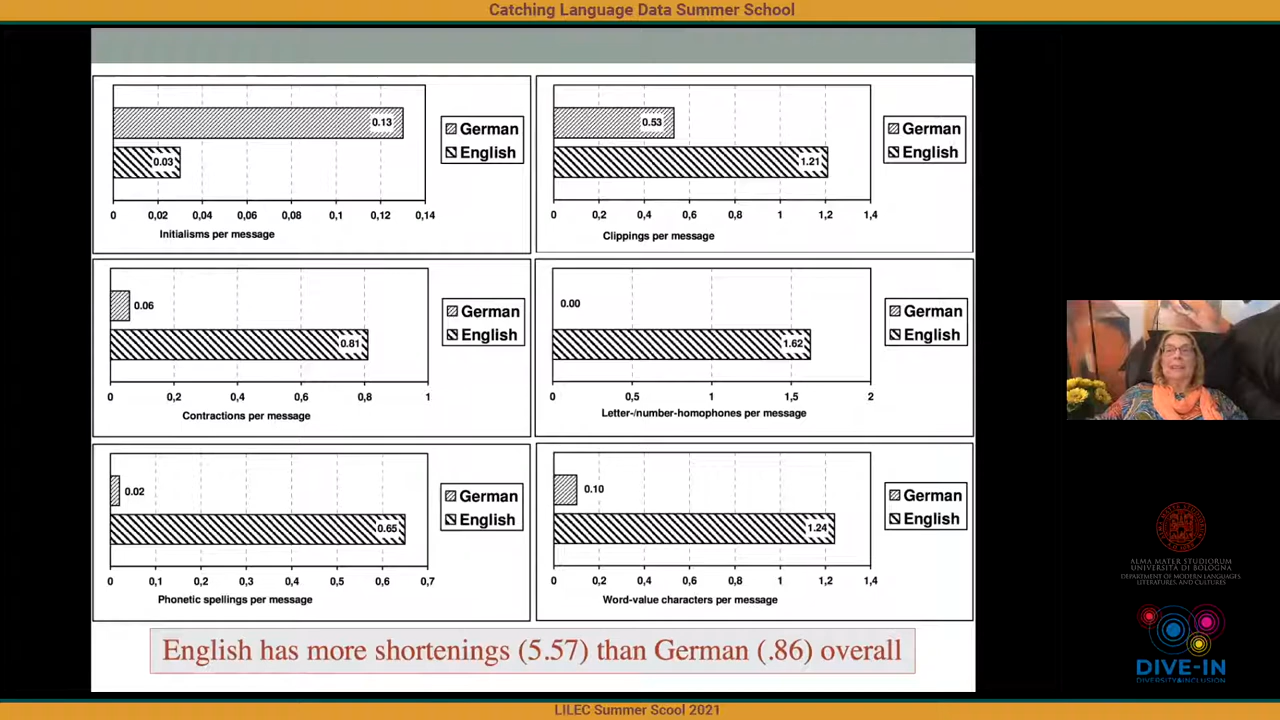 Catching Language Data Summer School
0.13
0.03
German
English
0
0,02
0,04
0,06
0,08
0,1
0,12
0,14
Initialisms per message
0.53
1.21
German
English
0
0,2
0,4
0,6
0,8
1
1,2
1,4
Clippings per message
0.06
0.81
German
English
0
0,2
0,4
0,6
0,8
1
Contractions per message
0.00
1.62
German
English
0
0,5
1
1,5
2
Letter-/number-homophones per message
0.02
0.65
German
English
0
0,1
0,2
0,3
0,4
0,5
0,6
0,7
Phonetic spellings per message
0.10
1.24
German
English
0
0,2
0,4
0,6
0,8
1
1,2
1,4
Word-value characters per message
English has more shortenings (5.57) than German (.86) overall
ALMA MATER STUDIORUM
UNIVERSITÀ DI BOLOGNA
DEPARTMENT OF MODERN LANGUAGES,
LITERATURES, AND CULTURES
DIVE-IN
DIVERSITY&INCLUSION
LILEC Summer Scool 2021